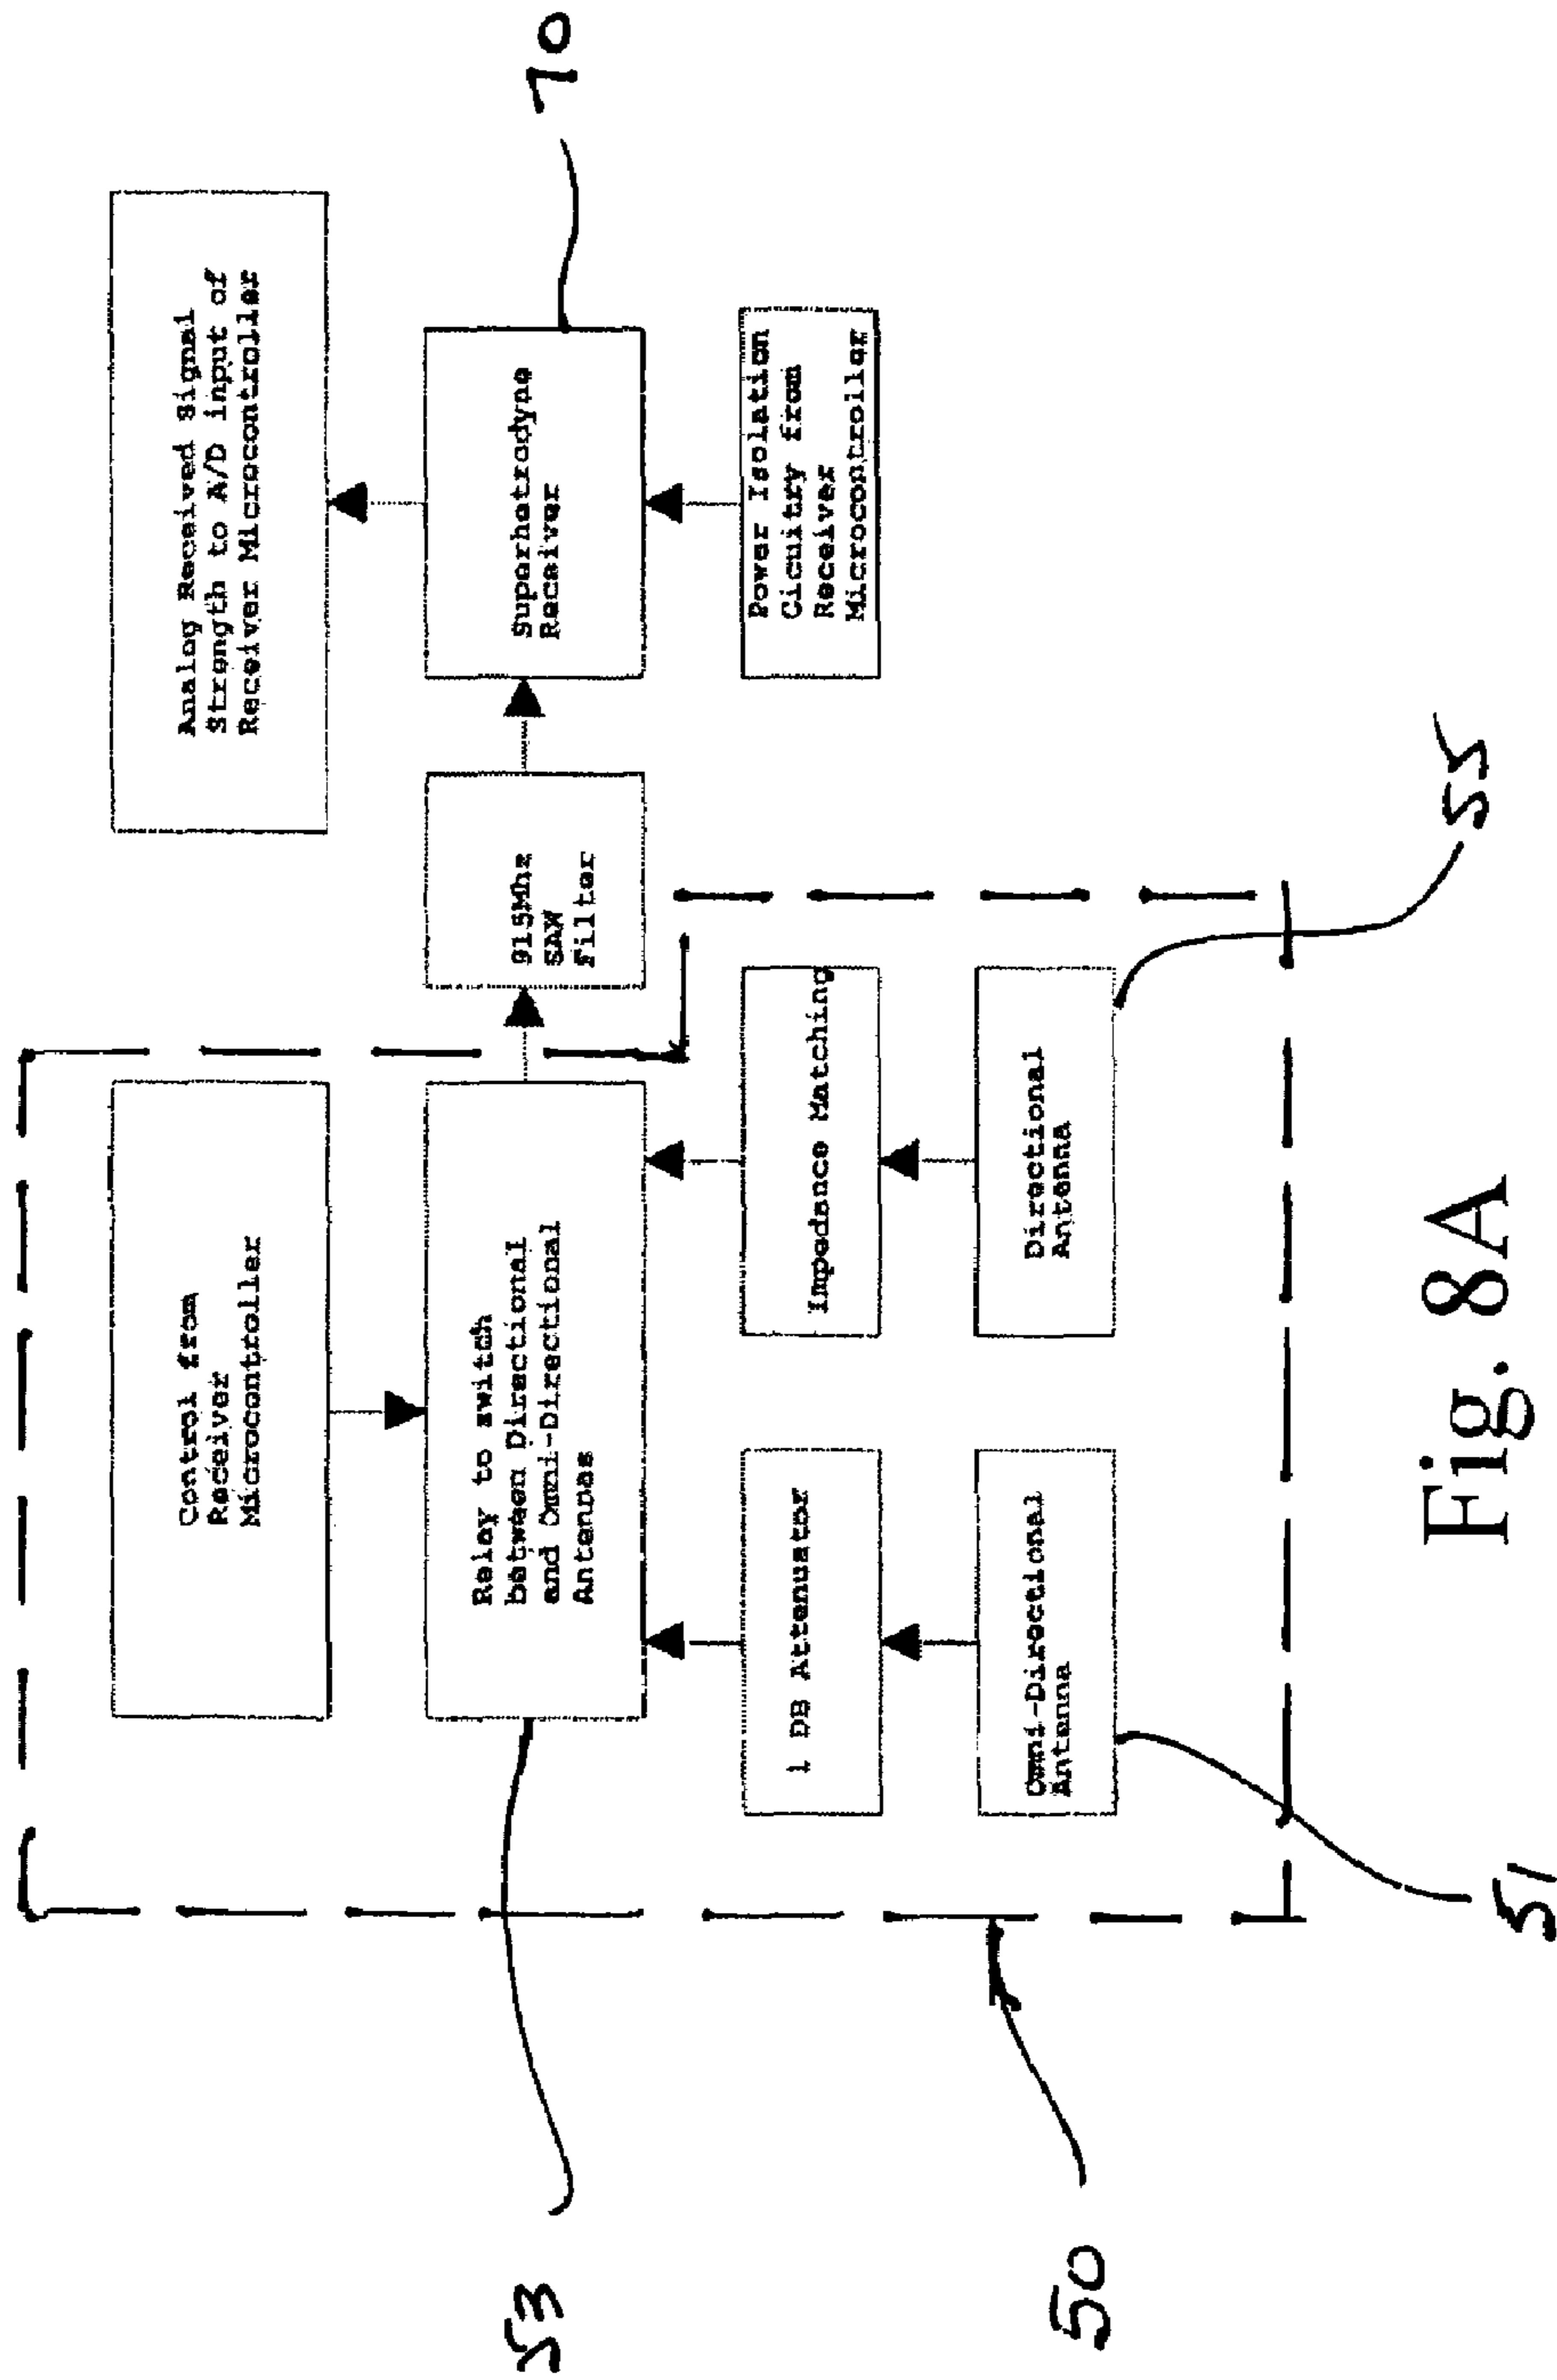 Control from
Receiver
Microcontroller
Analog Received Signal
Strength to A/D input of
Receiver Microcontroller
53
Relay to switch
between Directional
and Omni-Directional
Antennas
915Mhz
SAW
Filter
Superhetrodyne
Receiver
70
1 DB Attenuator
Impedance Matching
Power Isolation
Cicuitry from
Receiver
Microcontroller
50
Omni-Directional
Antenna
Directional
Antenna
51
55
Fig. 8A